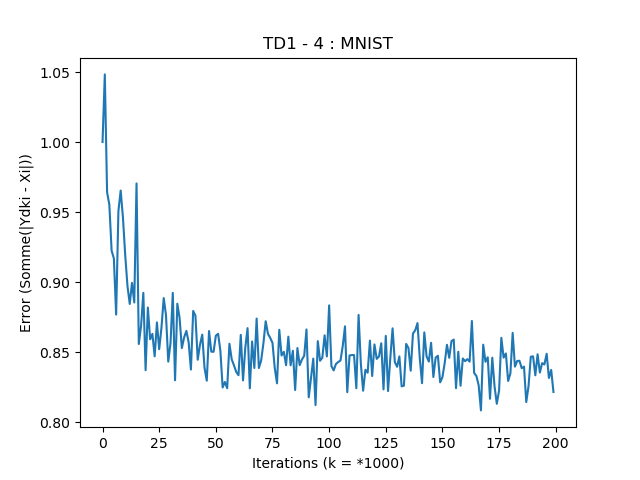 TD1 - 4 : MNIST
1.05
1.00
0.95
0.90
0.85
0.80
Error (Somme(|Ydki - Xi|))
0 25 50 75 100 125 150 175 200
Iterations (k = *1000)